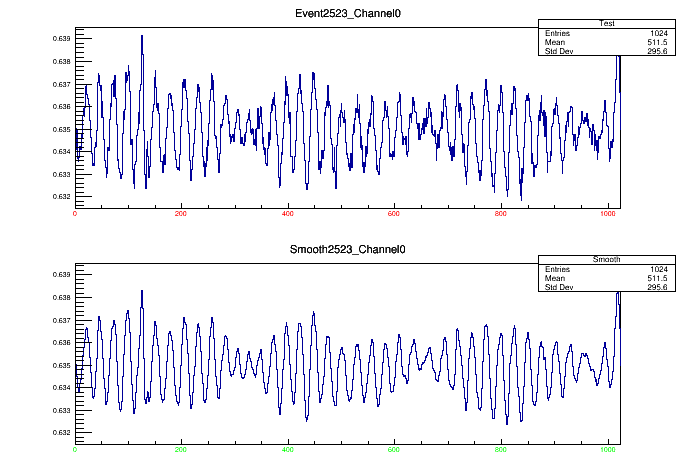 Event2523_Channel0
Test
Entries 1024
Mean 511.5
Std Dev 295.6
0.639
0.638
0.637
0.636
0.635
0.634
0.633
0.632
0 200 400 600 800 1000
Smooth2523_Channel0
Smooth
Entries 1024
Mean 511.5
Std Dev 295.6
0.639
0.638
0.637
0.636
0.635
0.634
0.633
0.632
0 200 400 600 800 1000